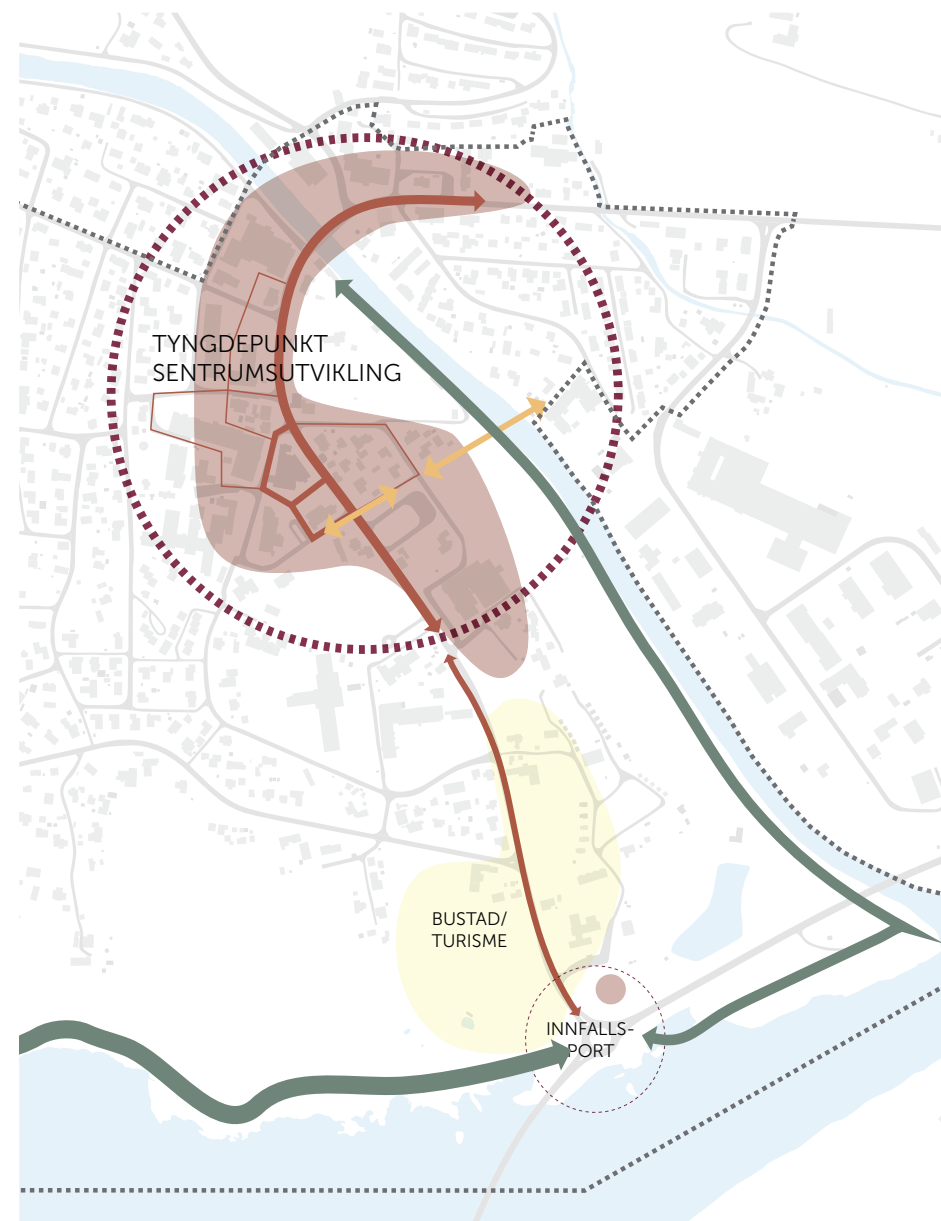 TYNGDEPUNKT
SENTRUMSUTVIKLING
BUSTAD/
TURISME
INNFALLS-
PORT